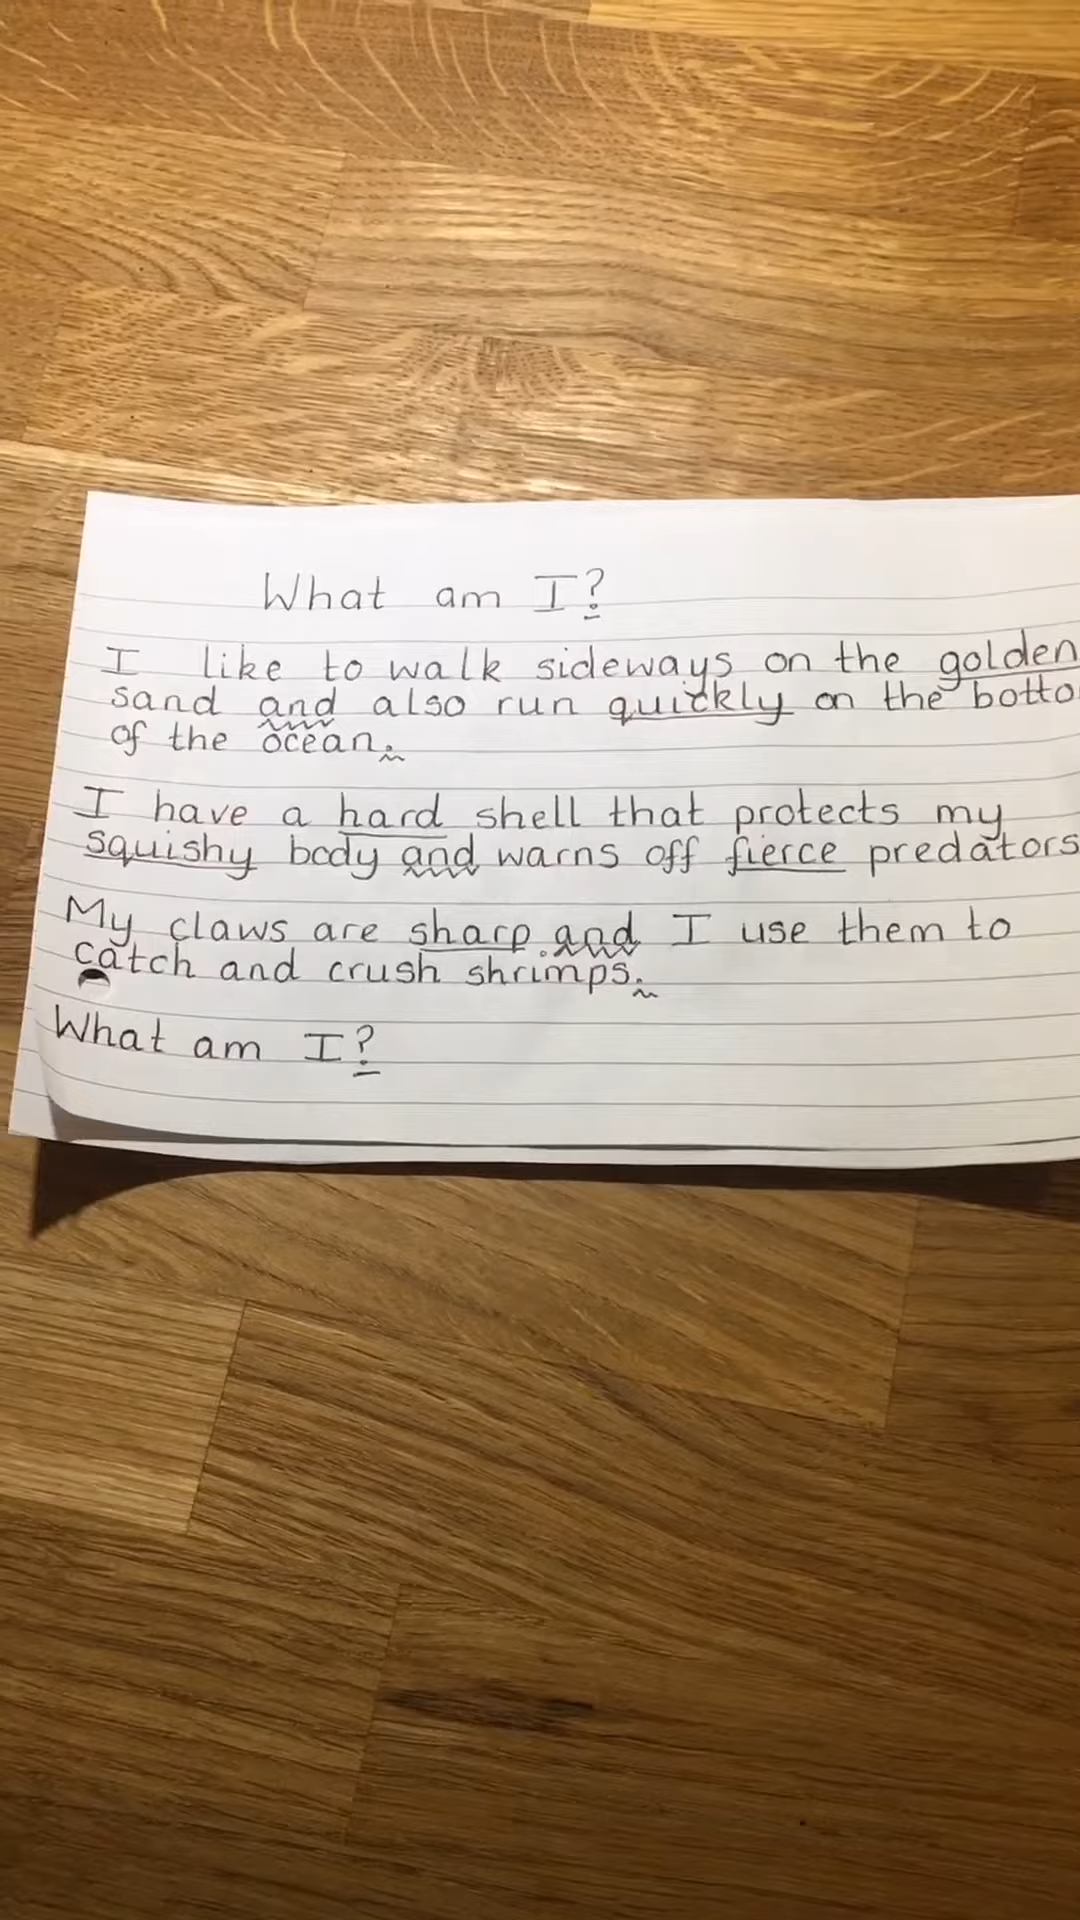 What am I?
I like to walk sideways on the golden
sand and also run quickly on the botto
of the ocean.
I have a hard shell that protects my
squishy body and warns off fierce predators
My claws are sharp and I use them to
catch and crush shrimps.
What am I?